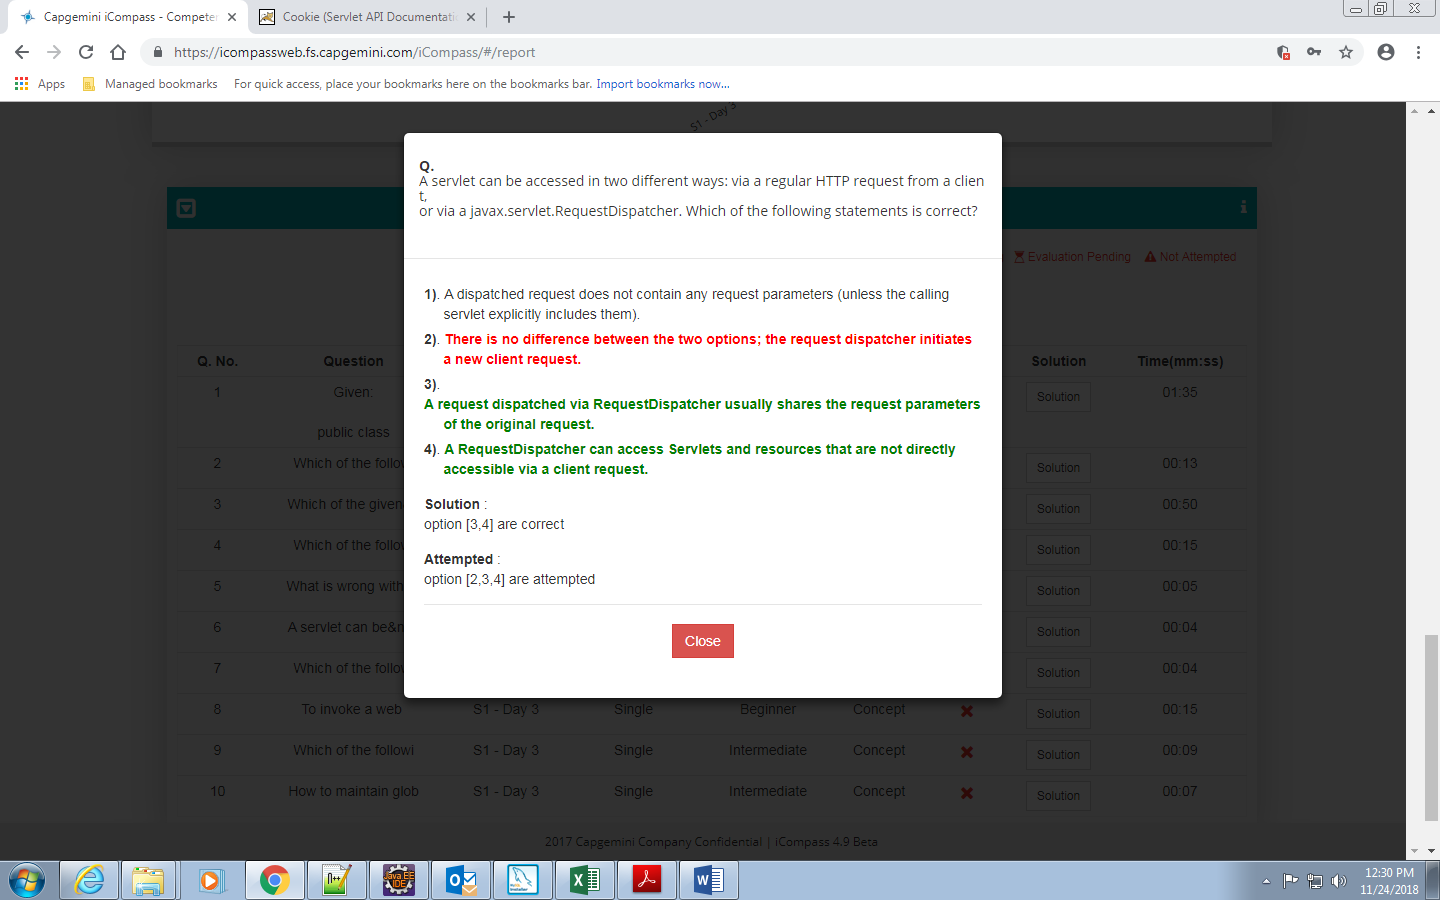 Capgemini iCompass - Competen
Cookie (Servlet API Documentati
https://icompassweb.fs.capgemini.com/iCompass/#/report
Apps
Managed bookmarks
For quick access, place your bookmarks here on the bookmarks bar. Import bookmarks now...
S1 - Day 3
Q.
A servlet can be accessed in two different ways: via a regular HTTP request from a clien
t,
or via a javax.servlet.RequestDispatcher. Which of the following statements is correct?
Evaluation Pending Not Attempted
1). A dispatched request does not contain any request parameters (unless the calling
servlet explicitly includes them).
2). There is no difference between the two options; the request dispatcher initiates
a new client request.
3).
A request dispatched via RequestDispatcher usually shares the request parameters
of the original request.
4). A RequestDispatcher can access Servlets and resources that are not directly
accessible via a client request.
Solution :
option [3,4] are correct
Attempted :
option [2,3,4] are attempted
Close
Q. No. Question Solution Time(mm:ss)
1 Given: Solution 01:35
public class
2 Which of the follo Solution 00:13
3 Which of the given Solution 00:50
4 Which of the follo Solution 00:15
5 What is wrong with Solution 00:05
6 A servlet can be&n Solution 00:04
7 Which of the follo Solution 00:04
8 To invoke a web S1 - Day 3 Single Beginner Concept Solution 00:15
9 Which of the followi S1 - Day 3 Single Intermediate Concept Solution 00:09
10 How to maintain glob S1 - Day 3 Single Intermediate Concept Solution 00:07
2017 Capgemini Company Confidential | iCompass 4.9 Beta
Java EE
IDE
12:30 PM
11/24/2018